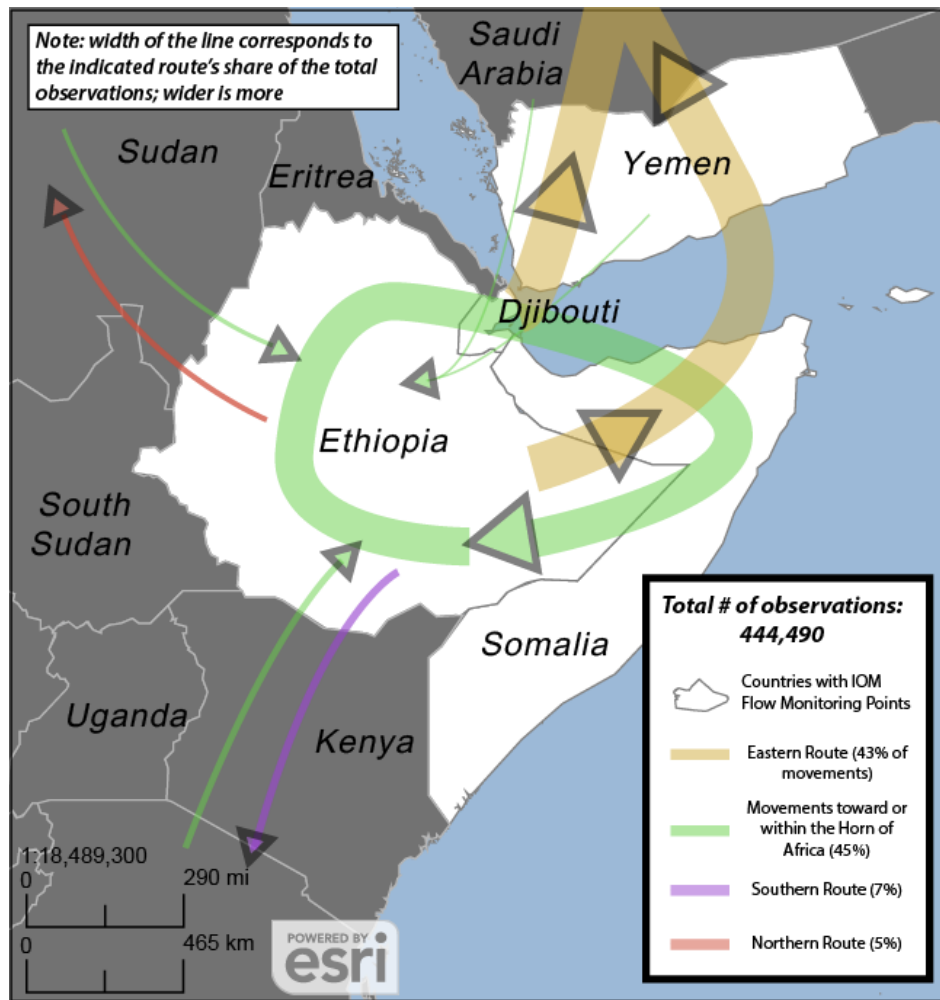 Note: width of the line corresponds to
the indicated route's share of the total
observations; wider is more
Saudi
Arabia
Sudan
Eritrea
Yemen
Djibouti
Ethiopia
South
Sudan
Somalia
Uganda
Kenya
Total # of observations:
444,490
Countries with IOM
Flow Monitoring Points
Eastern Route (43% of
movements)
Movements toward or
within the Horn of
Africa (45%)
Southern Route (7%)
Northern Route (5%)
1:18,489,300
0 290 mi
0 465 km
POWERED BY
esri